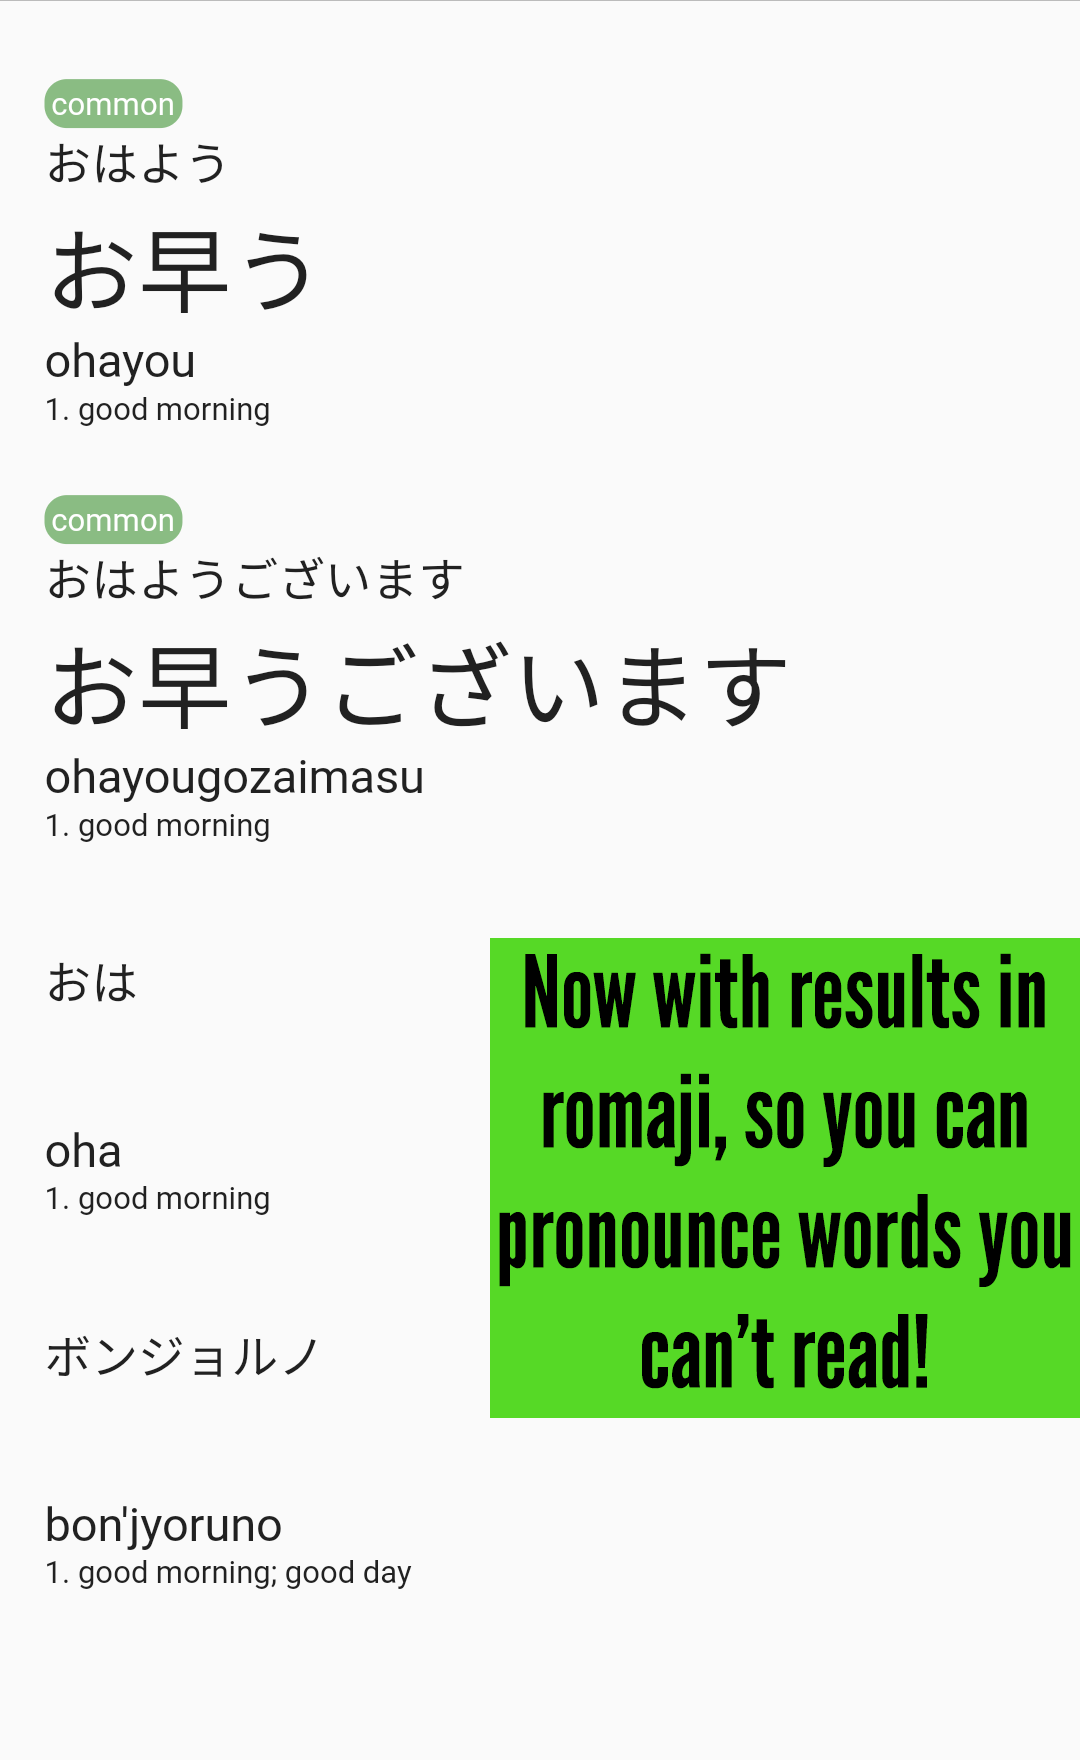 common
おはよう
お早う
ohayou
1. good morning
common
おはようございます
お早うございます
ohayougozaimasu
1. good morning
おは
oha
1. good morning
ボンジョルノ
bon'jyoruno
1. good morning; good day
Now with results in
romaji, so you can
pronounce words you
can’t read!